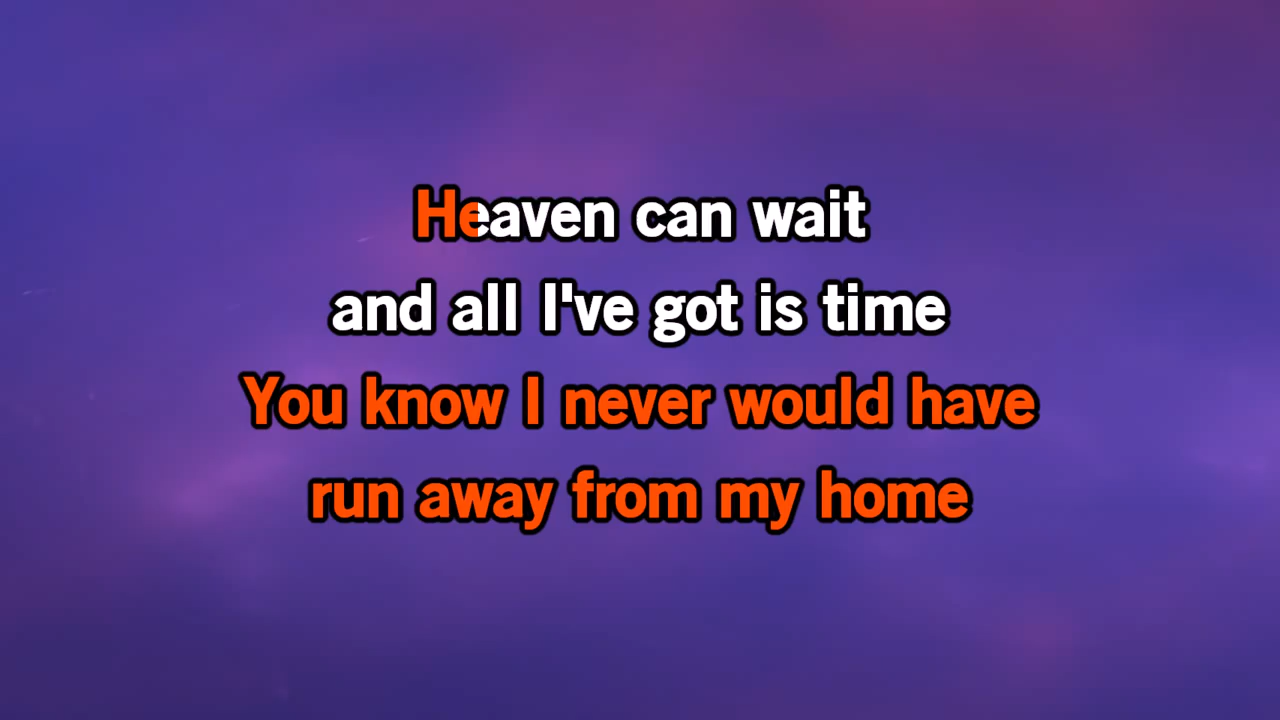 Heaven can wait
and all I've got is time
You know I never would have
run away from my home